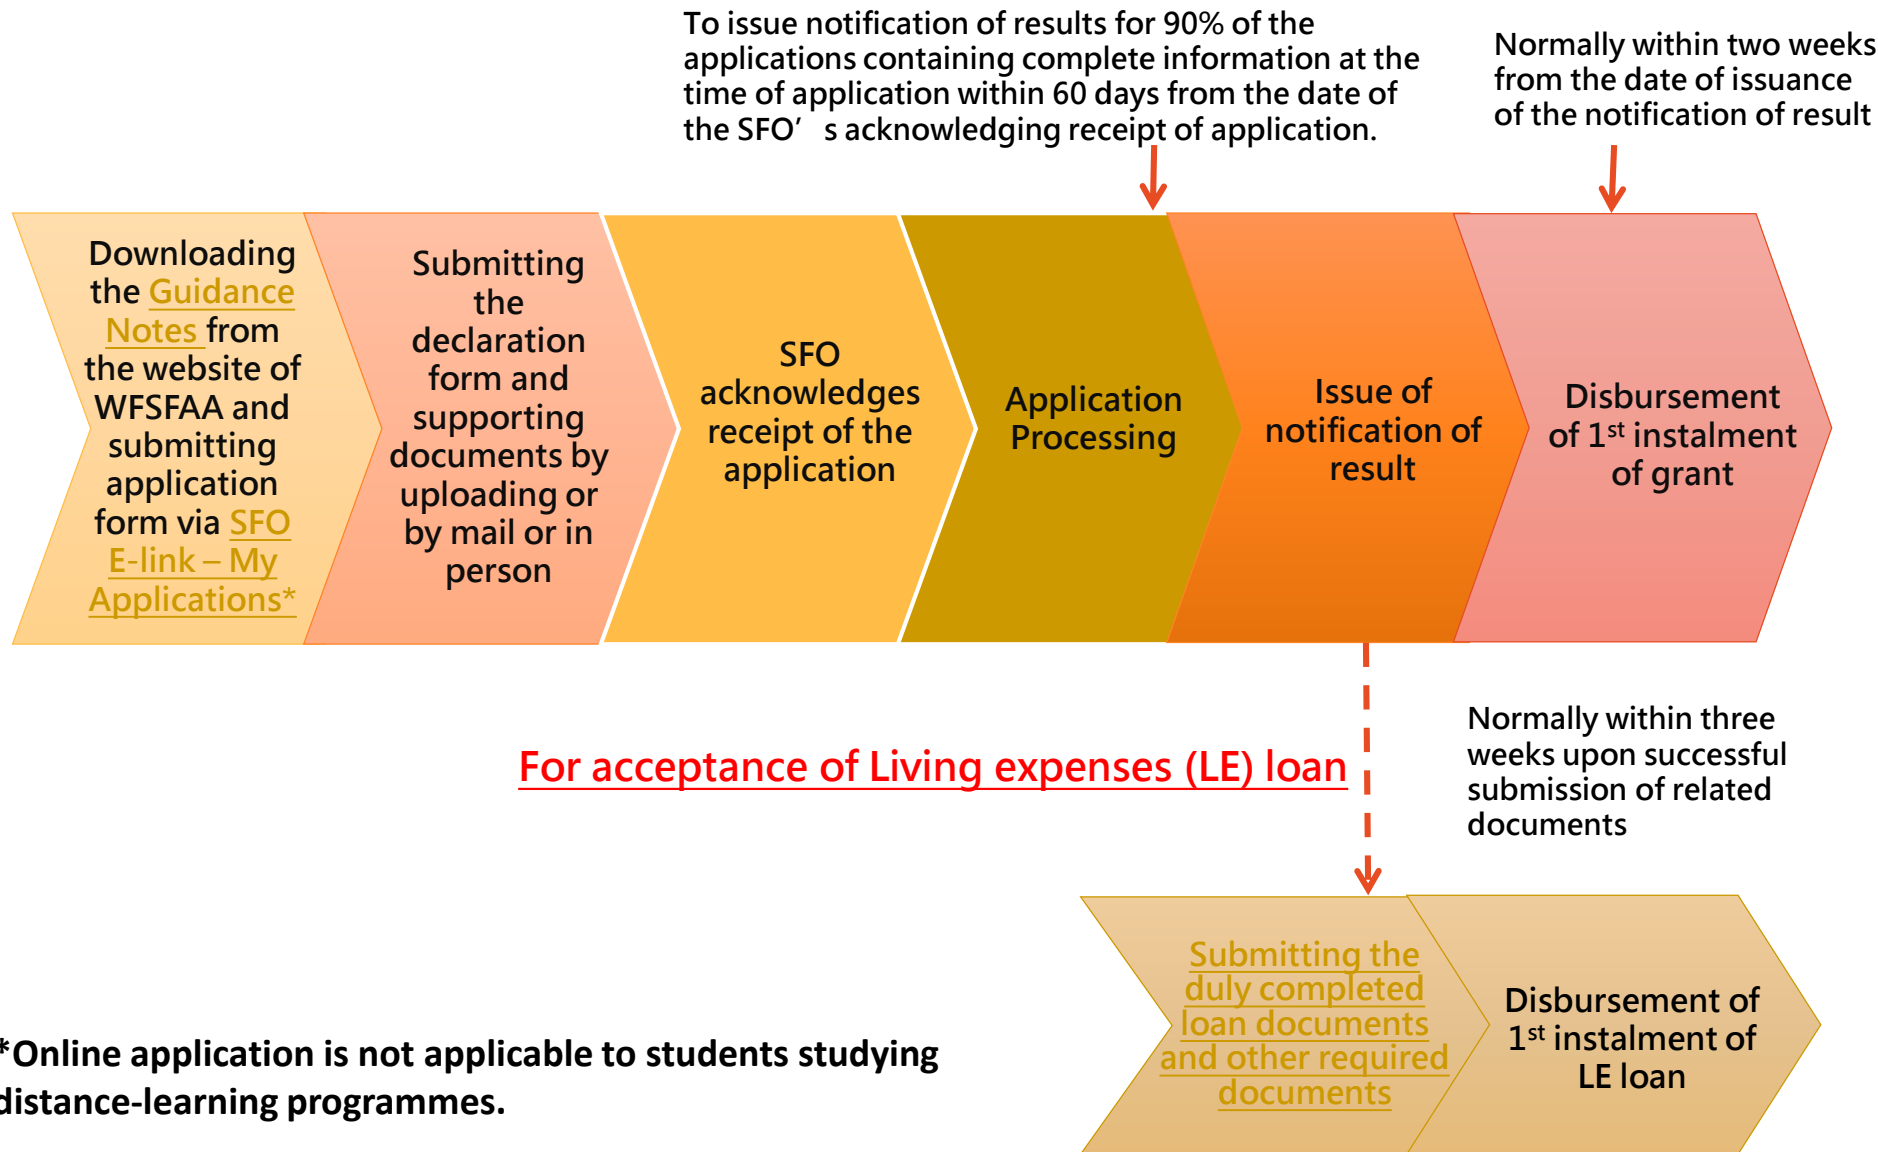 To issue notification of results for 90% of the
applications containing complete information at the
time of application within 60 days from the date of
the SFO’ s acknowledging receipt of application.
Normally within two weeks
from the date of issuance
of the notification of result
Downloading
the Guidance
Notes from
the website of
WFSFAA and
submitting
application
form via SFO
E-link – My
Applications*
Submitting
the
declaration
form and
supporting
documents by
uploading or
by mail or in
person
SFO
acknowledges
receipt of the
application
Application
Processing
Issue of
notification of
result
Disbursement
of 1st instalment
of grant
For acceptance of Living expenses (LE) loan
Normally within three
weeks upon successful
submission of related
documents
Submitting the
duly completed
loan documents
and other required
documents
Disbursement of
1st instalment of
LE loan
*Online application is not applicable to students studying
distance-learning programmes.